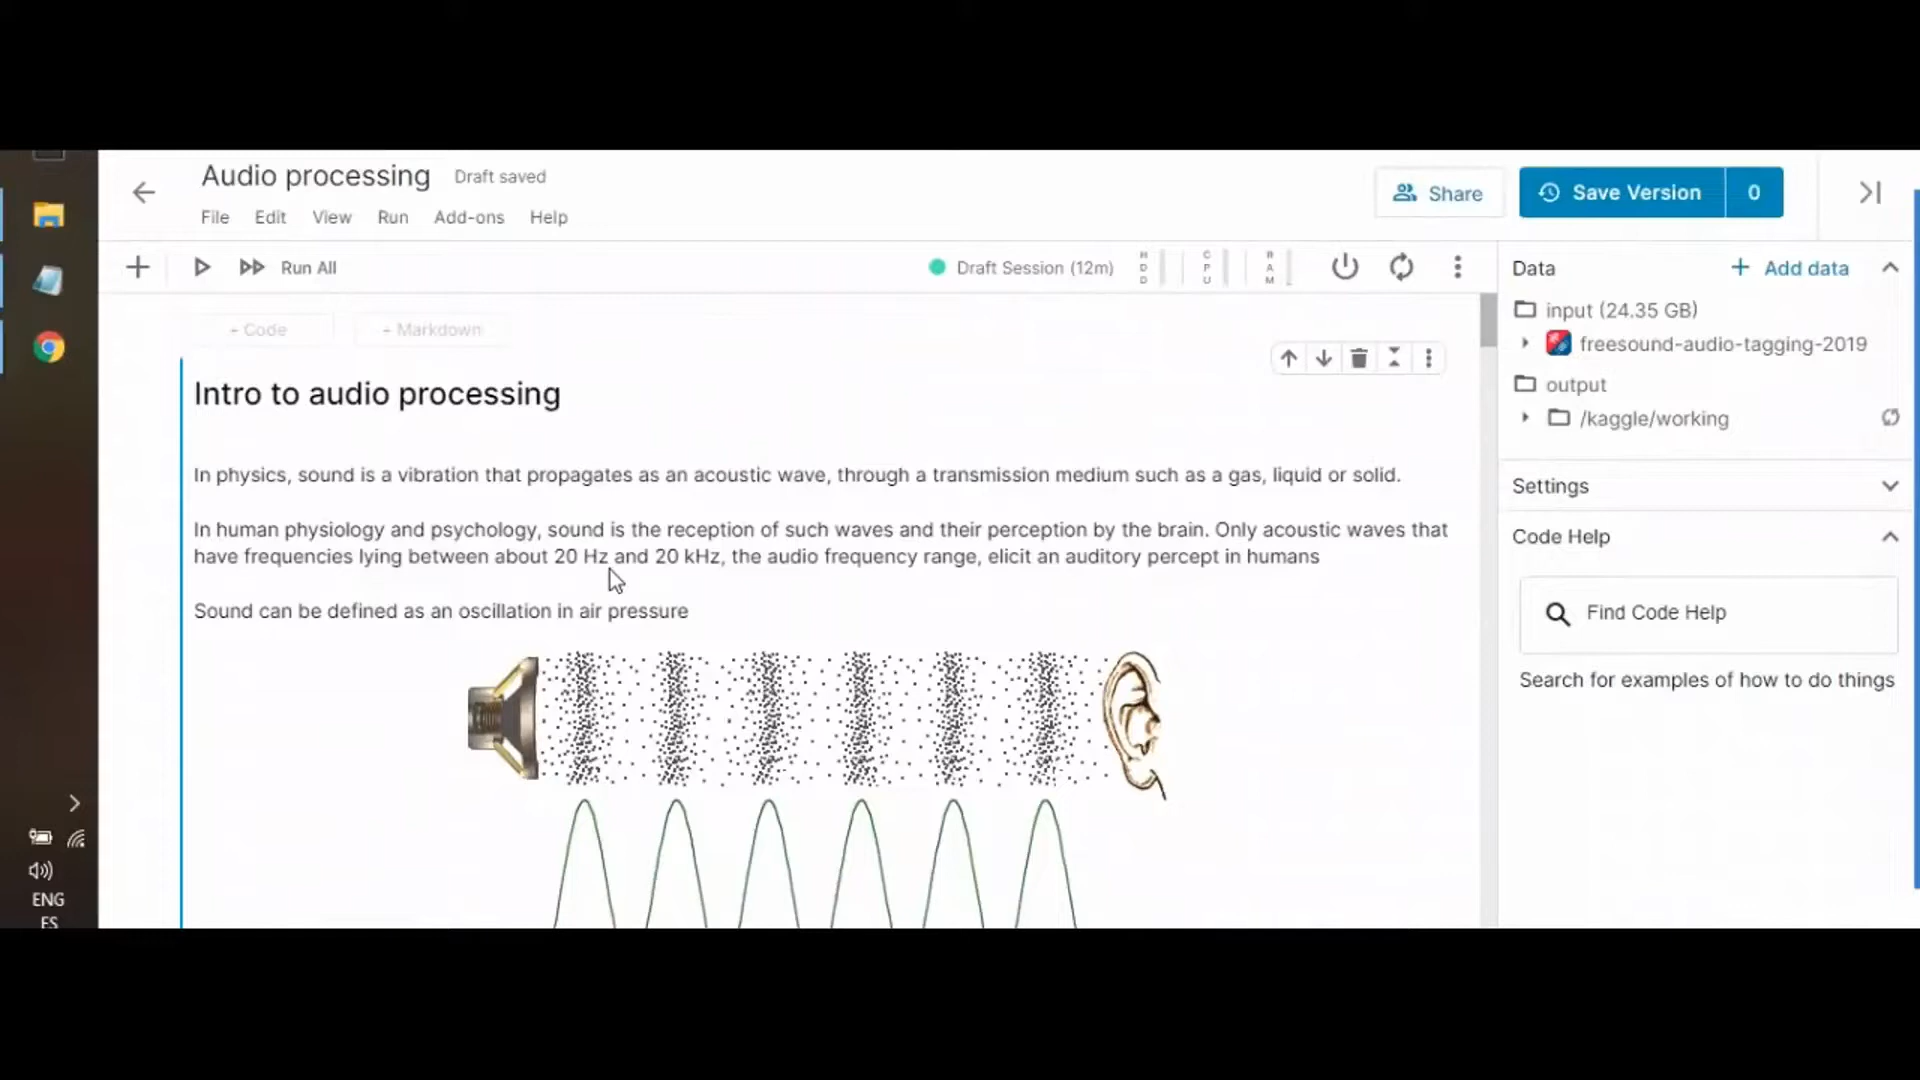 Audio processing Draft saved
File Edit View Run Add-ons Help
Share
Save Version 0
Run All
Draft Session (12m)
HDD
CPU
RAM
- Code - Markdown
Intro to audio processing
In physics, sound is a vibration that propagates as an acoustic wave, through a transmission medium such as a gas, liquid or solid.
In human physiology and psychology, sound is the reception of such waves and their perception by the brain. Only acoustic waves that
have frequencies lying between about 20 Hz and 20 kHz, the audio frequency range, elicit an auditory percept in humans
Sound can be defined as an oscillation in air pressure
Data
+ Add data
input (24.35 GB)
freesound-audio-tagging-2019
output
/kaggle/working
Settings
Code Help
Find Code Help
Search for examples of how to do things
ENG
ES